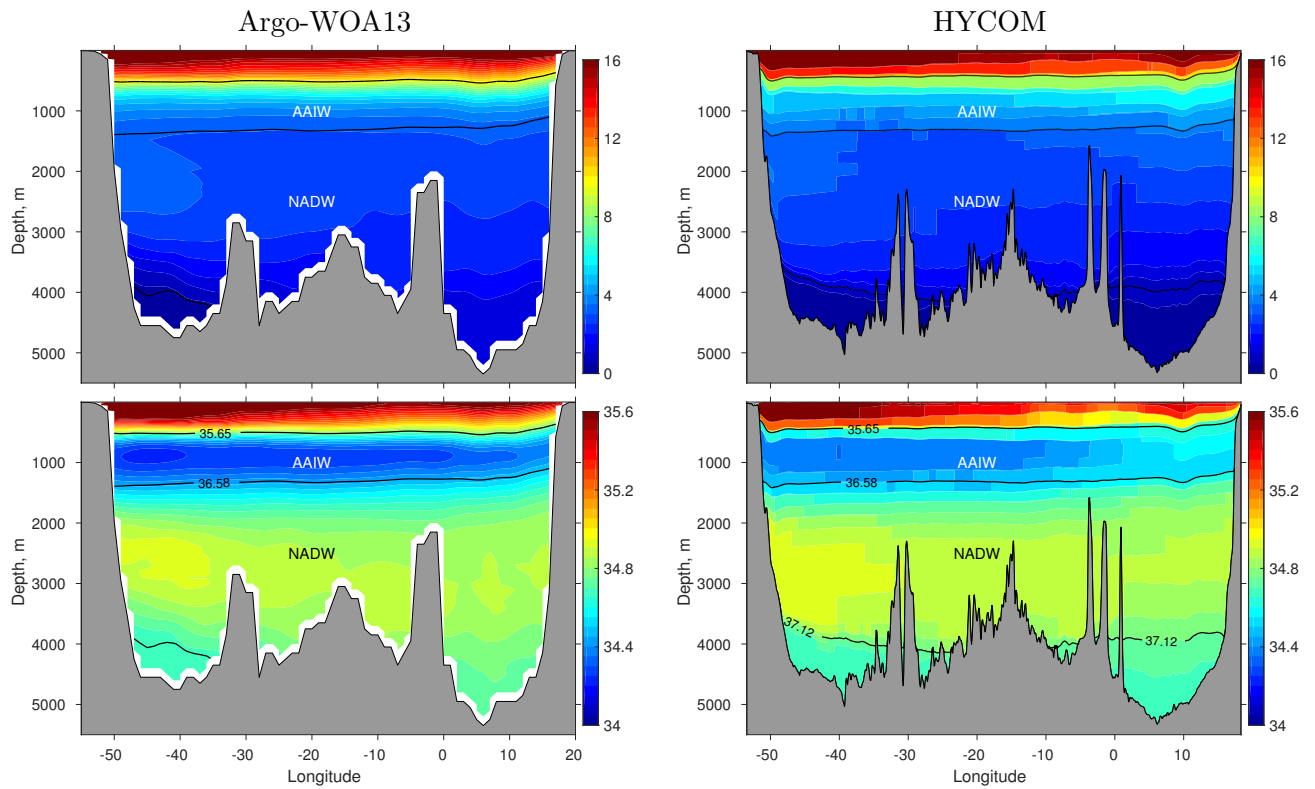 Argo-WOA13
HYCOM
Depth, m
1000
2000
3000
4000
5000
AAIW
NADW
16
12
8
4
0
Depth, m
1000
2000
3000
4000
5000
AAIW
NADW
16
12
8
4
0
Depth, m
1000
2000
3000
4000
5000
35.65
AAIW
36.58
NADW
35.6
35.2
34.8
34.4
34
-50 -40 -30 -20 -10 0 10 20
Longitude
Depth, m
1000
2000
3000
4000
5000
35.65
AAIW
36.58
NADW
37.12
37.12
35.6
35.2
34.8
34.4
34
-50 -40 -30 -20 -10 0 10
Longitude